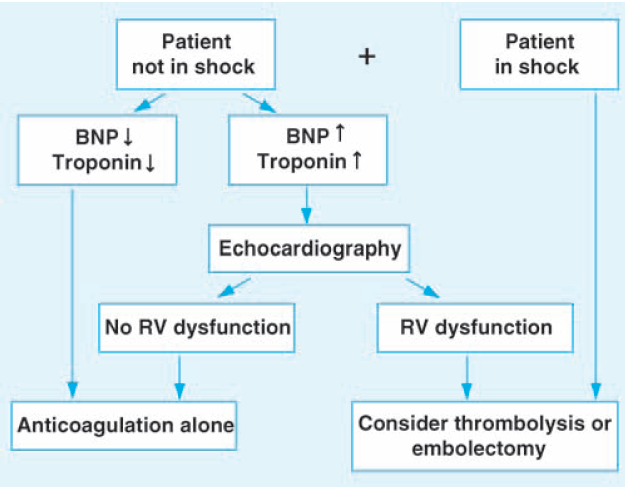 Patient
not in shock
+
Patient
in shock
BNP↓
Troponin↓
BNP↑
Troponin↑
Echocardiography
No RV dysfunction
RV dysfunction
Anticoagulation alone
Consider thrombolysis or
embolectomy